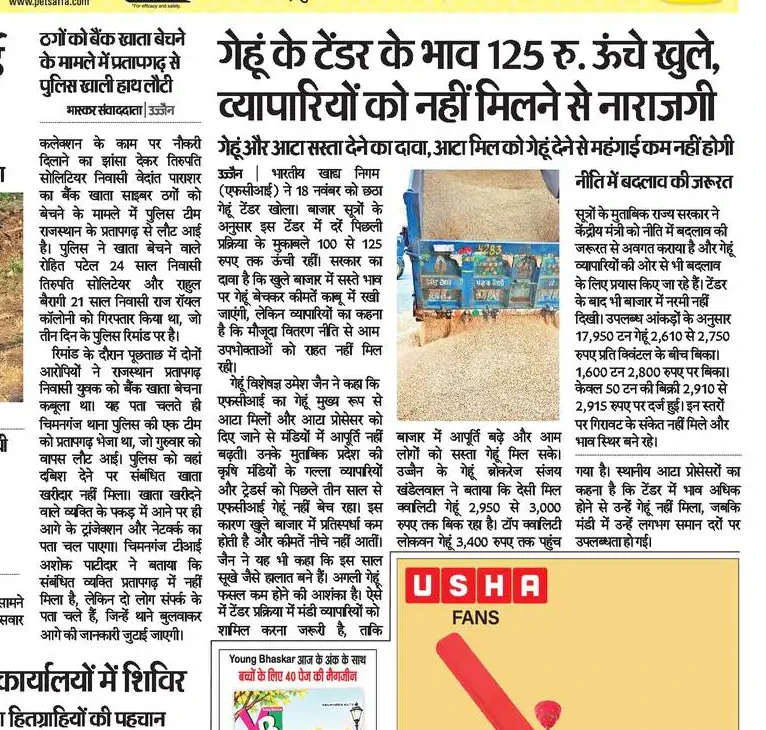 www.petsafia.com
*For efficacy and safety.
ठगों को बैंक खाता बेचने
के मामले में प्रतापगढ़ से
पुलिस खाली हाथ लौटी
भास्कर संवाददाता | उज्जैन
कलेक्शन के काम पर नौकरी
दिलाने का झांसा देकर तिरुपति
सोलिटियर निवासी वेदांत पाराशर
का बैंक खाता साइबर ठगों को
बेचने के मामले में पुलिस टीम
राजस्थान के प्रतापगढ़ से लौट आई
है। पुलिस ने खाता बेचने वाले
रोहित पटेल 24 साल निवासी
तिरुपति सोलिटियर और राहुल
बैरागी 21 साल निवासी राज रॉयल
कॉलोनी को गिरफ्तार किया था, जो
तीन दिन के पुलिस रिमांड पर है।
रिमांड के दौरान पूछताछ में दोनों
आरोपियों ने राजस्थान प्रतापगढ़
निवासी युवक को बैंक खाता बेचना
कबूला था। यह पता चलते ही
चिमनगंज थाना पुलिस की एक टीम
को प्रतापगढ़ भेजा था, जो गुरुवार को
वापस लौट आई। पुलिस को वहां
दबिश देने पर संबंधित खाता
खरीदार नहीं मिला। खाता खरीदने
वाले व्यक्ति के पकड़ में आने पर ही
आगे के ट्रांजेक्शन और नेटवर्क का
पता चल पाएगा। चिमनगंज टीआई
अशोक पाटीदार ने बताया कि
संबंधित व्यक्ति प्रतापगढ़ में नहीं
मिला है, लेकिन दो लोग संपर्क के
पता चले हैं, जिन्हें थाने बुलवाकर
आगे की जानकारी जुटाई जाएगी।
गेहूं के टेंडर के भाव 125 रु. ऊंचे खुले,
व्यापारियों को नहीं मिलने से नाराजगी
गेहूं और आटा सस्ता देने का दावा, आटा मिल को गेहूं देने से महंगाई कम नहीं होगी
उज्जैन | भारतीय खाद्य निगम
(एफसीआई) ने 18 नवंबर को छठा
गेहूं टेंडर खोला। बाजार सूत्रों के
अनुसार इस टेंडर में दरें पिछली
प्रक्रिया के मुकाबले 100 से 125
रुपए तक ऊंची रहीं। सरकार का
दावा है कि खुले बाजार में सस्ते भाव
पर गेहूं बेचकर कीमतें काबू में रखी
जाएंगी, लेकिन व्यापारियों का कहना
है कि मौजूदा वितरण नीति से आम
उपभोक्ताओं को राहत नहीं मिल
रही।
गेहूं विशेषज्ञ उमेश जैन ने कहा कि
एफसीआई का गेहूं मुख्य रूप से
आटा मिलों और आटा प्रोसेसर को
दिए जाने से मंडियों में आपूर्ति नहीं
बढ़ती। उनके मुताबिक प्रदेश की
कृषि मंडियों के गल्ला व्यापारियों
और ट्रेडर्स को पिछले तीन साल से
एफसीआई गेहूं नहीं बेच रहा। इस
कारण खुले बाजार में प्रतिस्पर्धा कम
होती है और कीमतें नीचे नहीं आतीं।
जैन ने यह भी कहा कि इस साल
सूखे जैसे हालात बने हैं। अगली गेहूं
फसल कम होने की आशंका है। ऐसे
में टेंडर प्रक्रिया में मंडी व्यापारियों को
शामिल करना जरूरी है, ताकि
4283
बाजार में आपूर्ति बढ़े और आम
लोगों को सस्ता गेहूं मिल सके।
उज्जैन के गेहूं ब्रोकरेज संजय
खंडेलवाल ने बताया कि देसी मिल
क्वालिटी गेहूं 2,950 से 3,000
रुपए तक बिक रहा है। टॉप क्वालिटी
लोकवन गेहूं 3,400 रुपए तक पहुंच
नीति में बदलाव की जरूरत
सूत्रों के मुताबिक राज्य सरकार ने
केंद्रीय मंत्री को नीति में बदलाव की
जरूरत से अवगत कराया है और गेहूं
व्यापारियों की ओर से भी बदलाव
के लिए प्रयास किए जा रहे हैं। टेंडर
के बाद भी बाजार में नरमी नहीं
दिखी। उपलब्ध आंकड़ों के अनुसार
17,950 टन गेहूं 2,610 से 2,750
रुपए प्रति क्विंटल के बीच बिका।
1,600 टन 2,800 रुपए पर बिका।
केवल 50 टन की बिक्री 2,910 से
2,915 रुपए पर दर्ज हुई। इन स्तरों
पर गिरावट के संकेत नहीं मिले और
भाव स्थिर बने रहे।
गया है। स्थानीय आटा प्रोसेसरों का
कहना है कि टेंडर में भाव अधिक
होने से उन्हें गेहूं नहीं मिला, जबकि
मंडी में उन्हें लगभग समान दरों पर
उपलब्धता हो गई।
USHA
FANS
Young Bhaskar आज के अंक के साथ
बच्चों के लिए 40 पेज की मैगजीन
सामने
सवार
कार्यालयों में शिविर
हितग्राहियों की पहचान